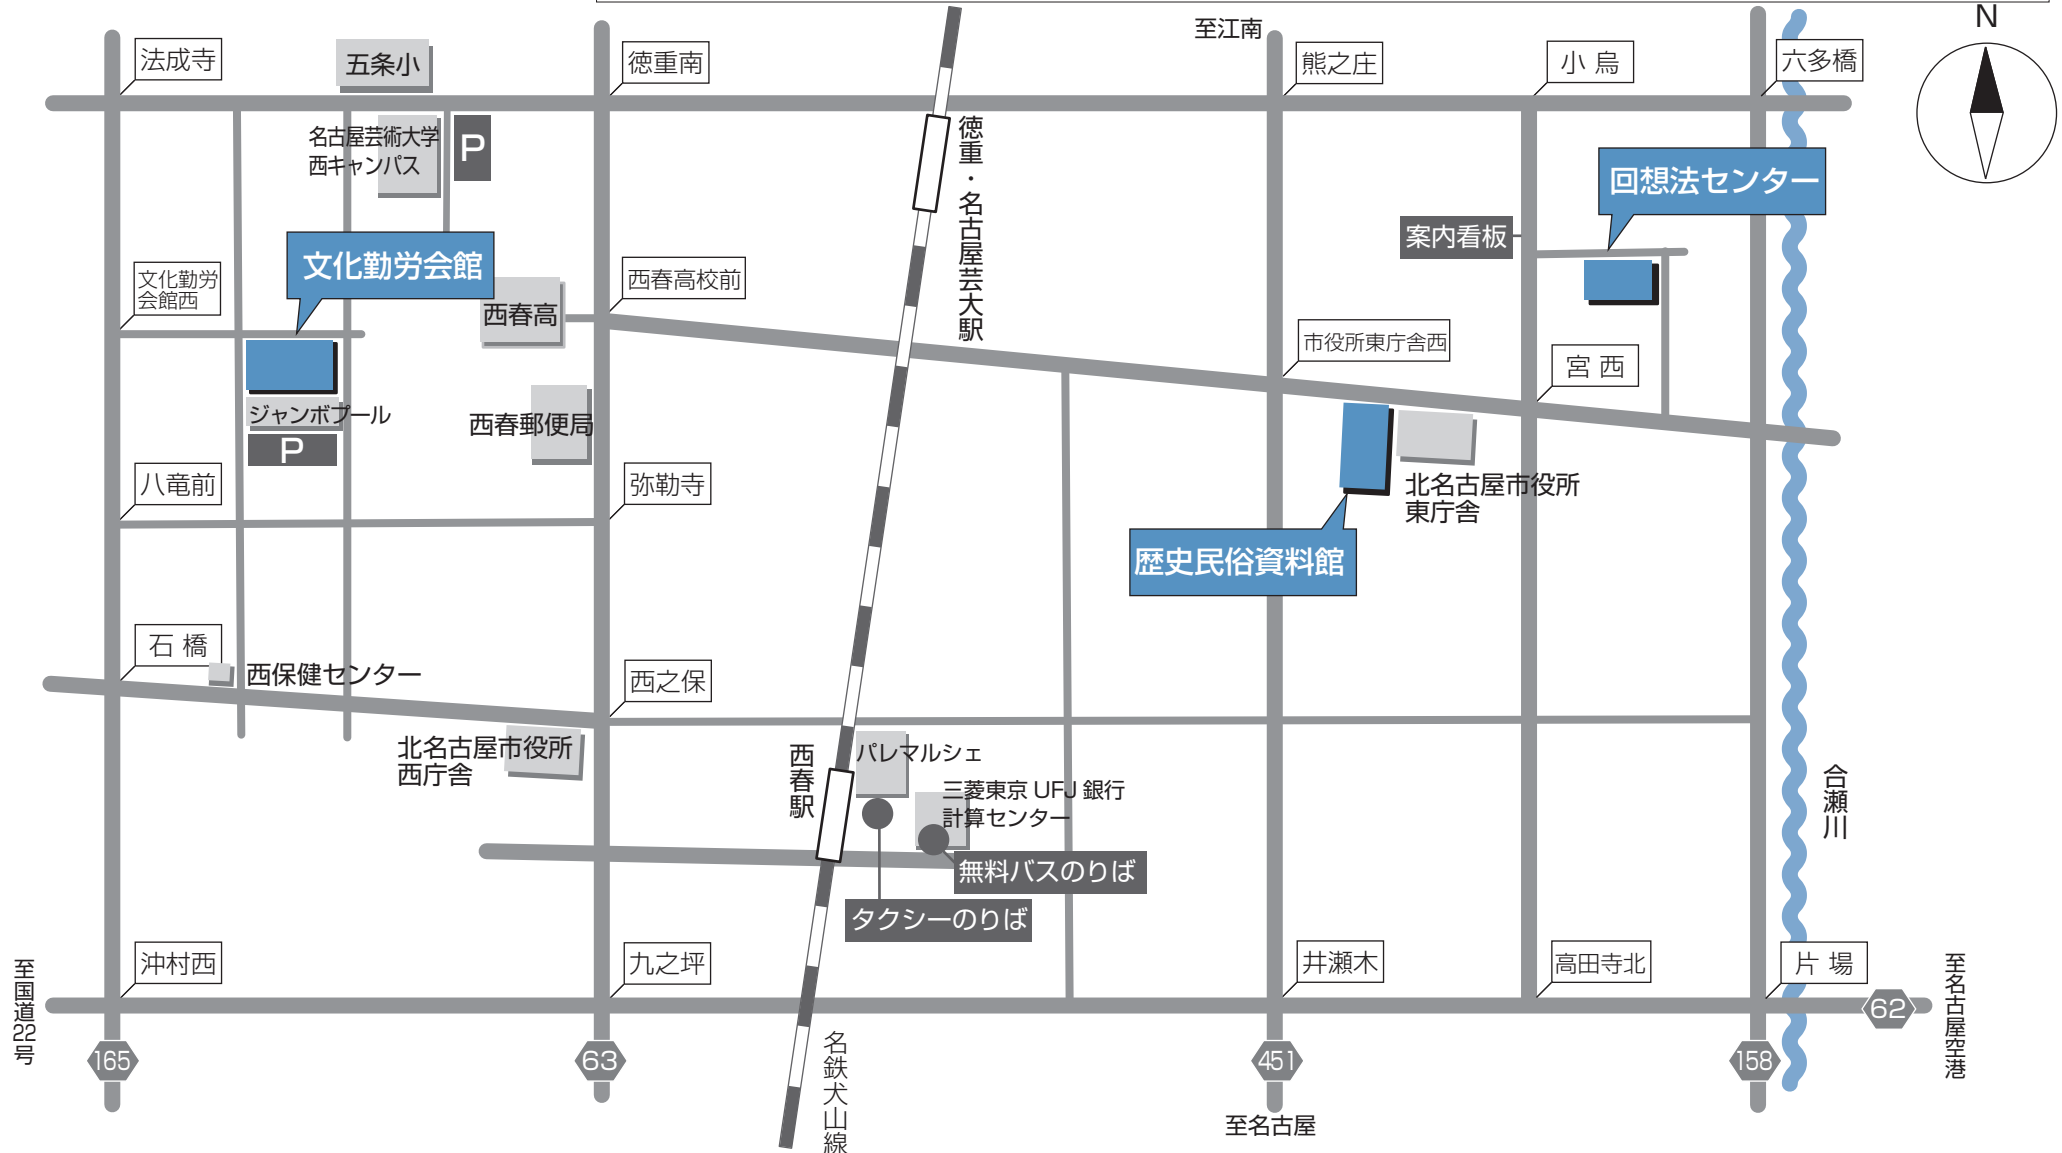 至江南
N
法成寺
五条小
徳重南
熊之庄
小烏
六多橋
名古屋芸術大学
西キャンパス
P
徳重・名古屋芸大駅
回想法センター
案内看板
文化勤労会館
文化勤労
会館西
西春高
西春高校前
市役所東庁舎西
宮西
ジャンボプール
P
西春郵便局
八竜前
弥勒寺
北名古屋市役所
東庁舎
歴史民俗資料館
石橋
西保健センター
西之保
北名古屋市役所
西庁舎
西春駅
パレマルシェ
三菱東京UFJ銀行
計算センター
合瀬川
無料バスのりば
タクシーのりば
沖村西
九之坪
井瀬木
高田寺北
片場
至国道22号
至名古屋空港
62
165
63
451
158
名鉄犬山線
至名古屋